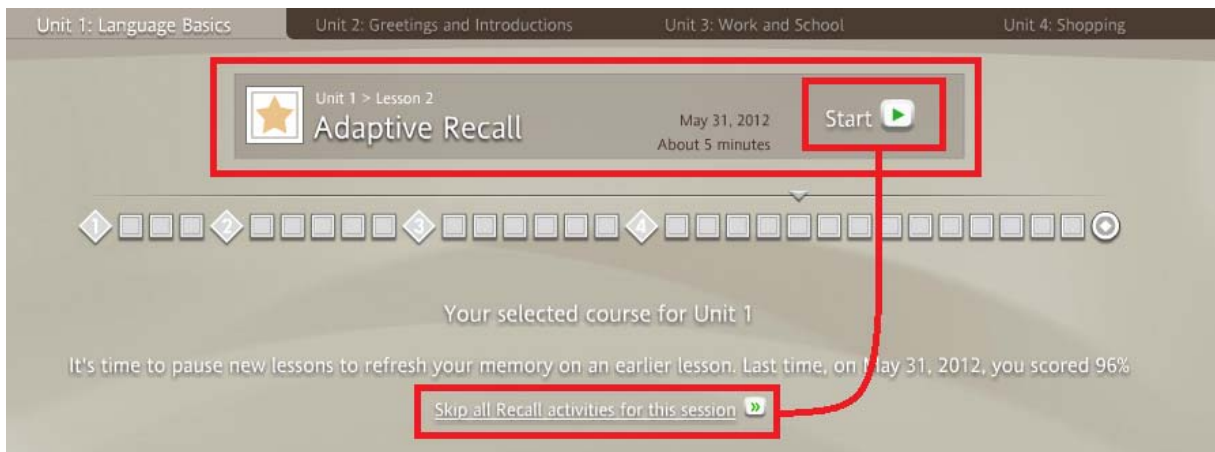 Unit 1: Language Basics
Unit 2: Greetings and Introductions
Unit 3: Work and School
Unit 4: Shopping
Unit 1 > Lesson 2
Adaptive Recall
May 31, 2012
About 5 minutes
Start
1 2 3 4
Your selected course for Unit 1
It's time to pause new lessons to refresh your memory on an earlier lesson. Last time, on May 31, 2012, you scored 96%
Skip all Recall activities for this session »